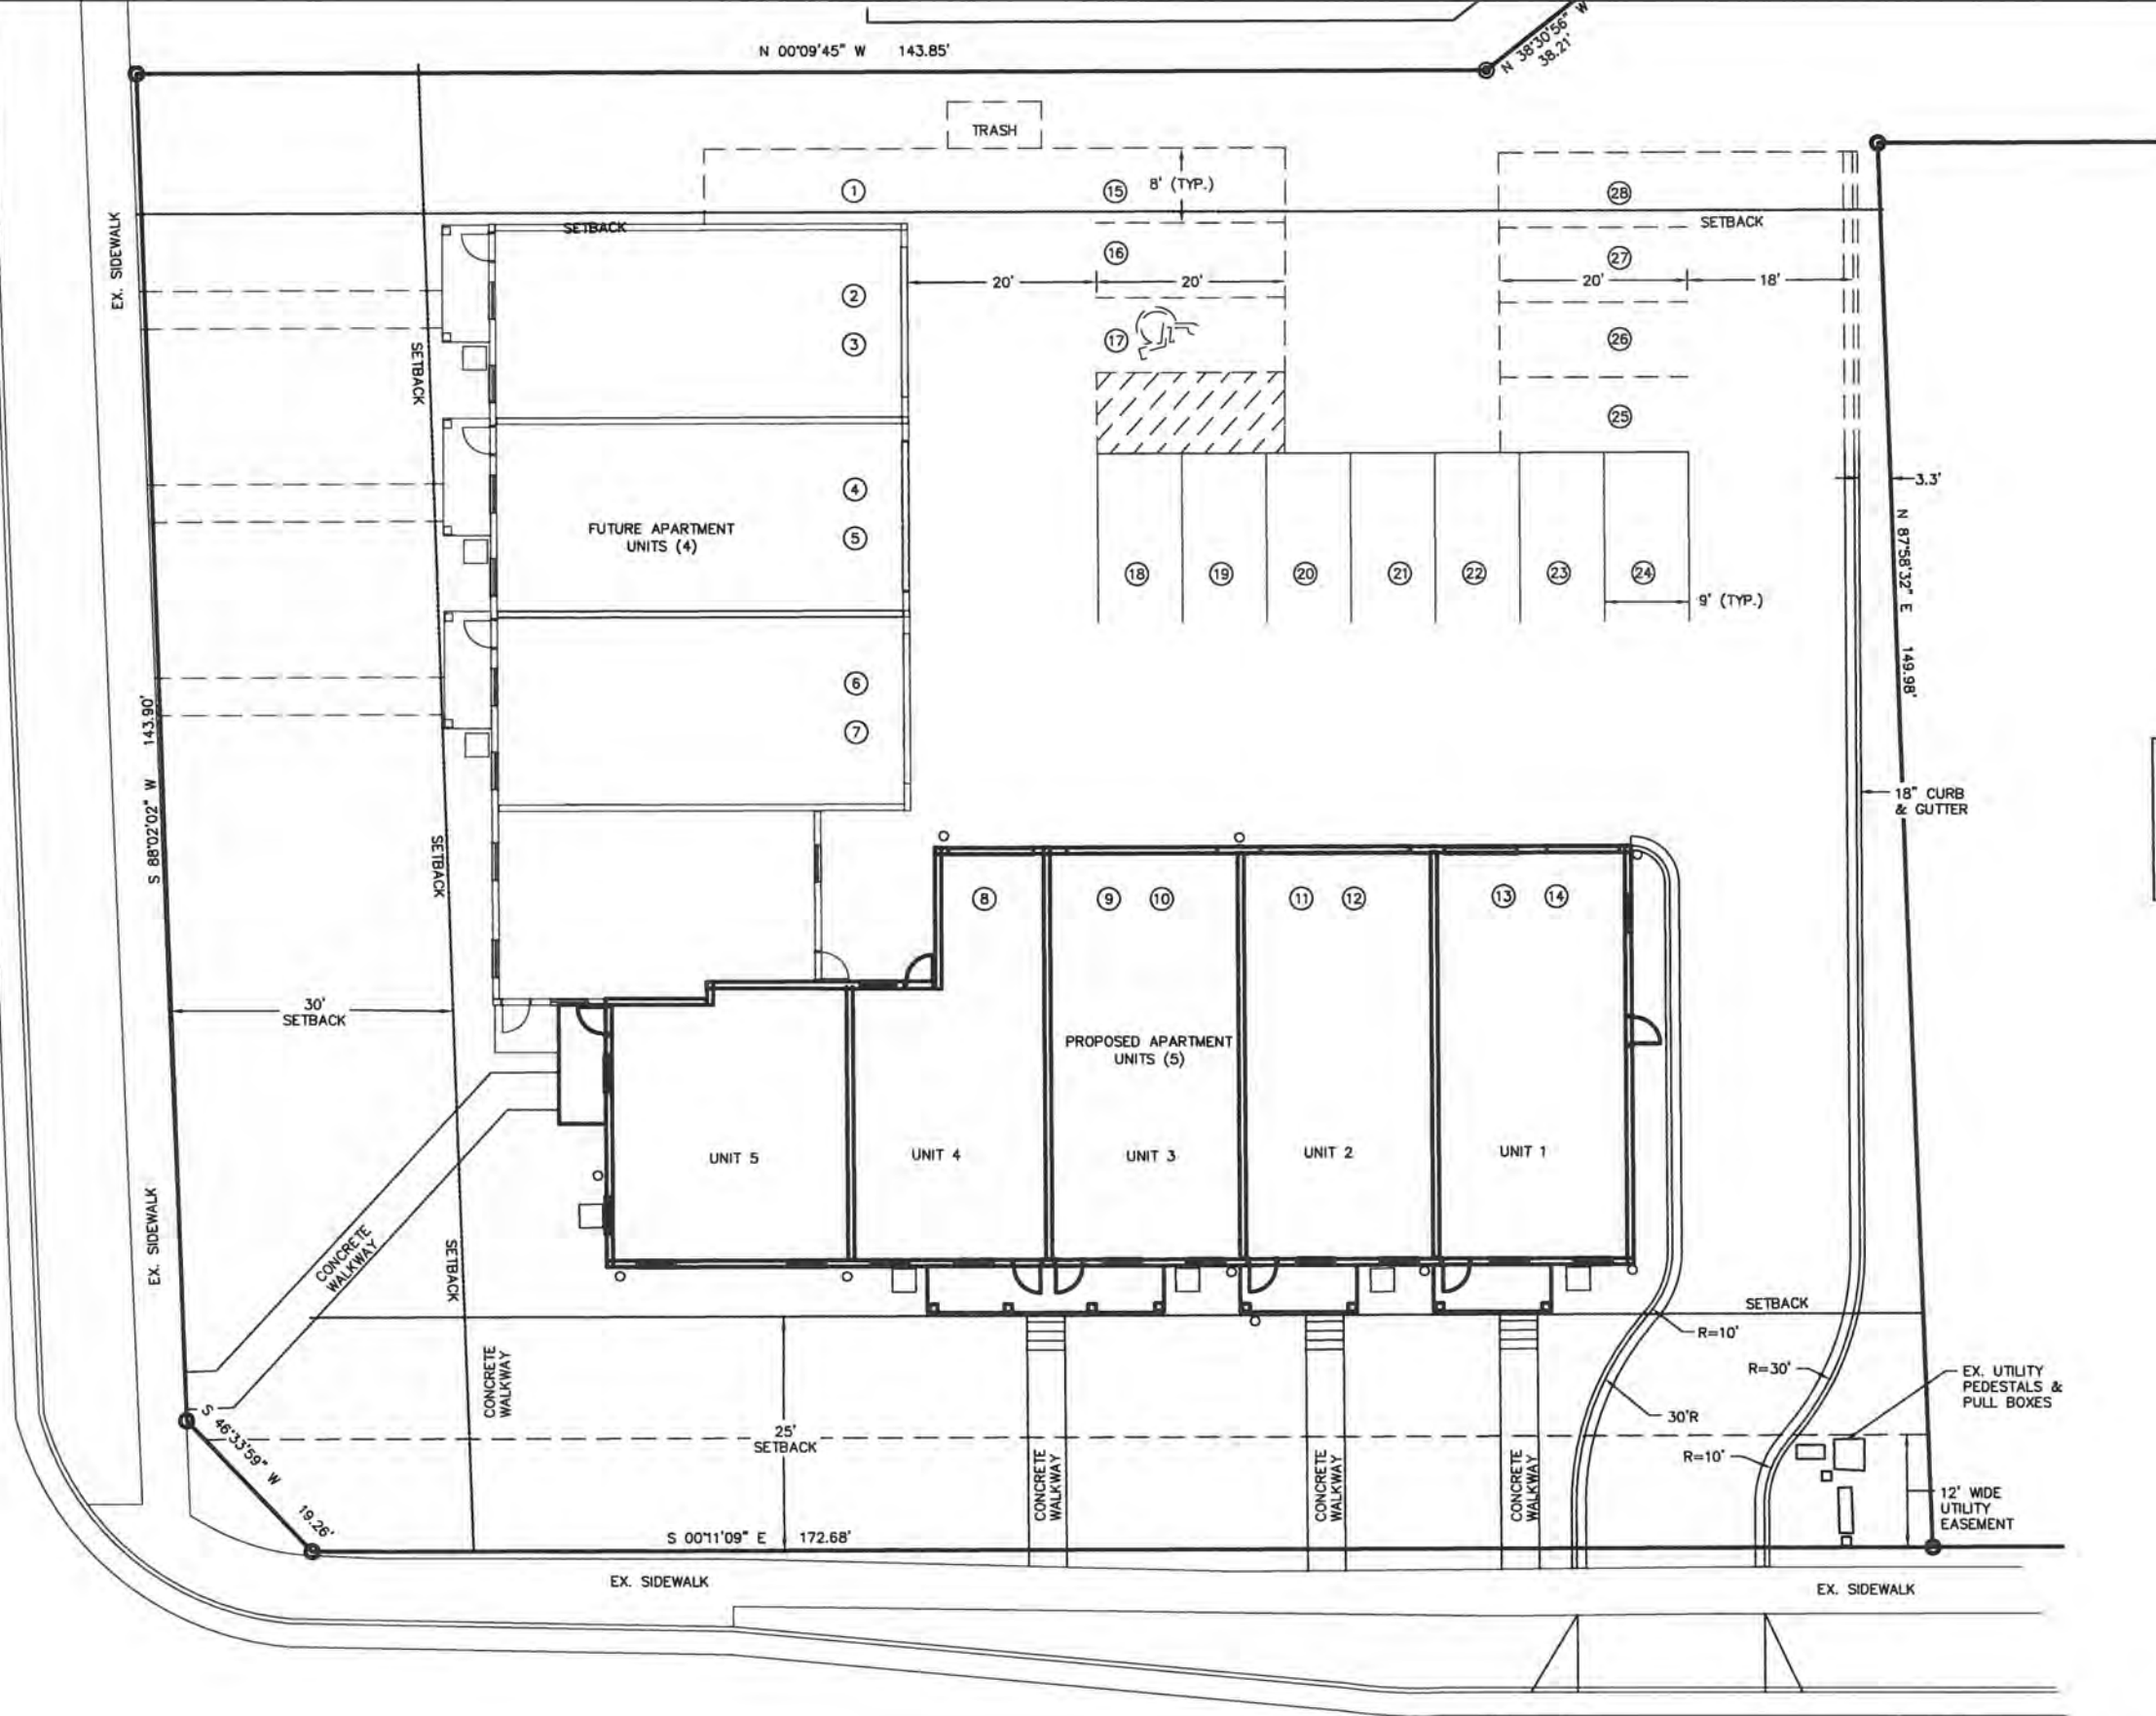 N 00°09'45" W 143.85'
N 38°30'56" W
38.21'
TRASH
1
15
8' (TYP.)
28
SETBACK
SETBACK
EX. SIDEWALK
16
27
2
20'
20'
20'
18'
3
17
26
SETBACK
25
3.3'
4
FUTURE APARTMENT
UNITS (4)
5
18
19
20
21
22
23
24
9' (TYP.)
N 87°58'32" E 149.98'
6
7
S 88°02'02" W 143.90'
18" CURB
& GUTTER
SETBACK
8
9
10
11
12
13
14
30'
SETBACK
PROPOSED APARTMENT
UNITS (5)
UNIT 5
UNIT 4
UNIT 3
UNIT 2
UNIT 1
EX. SIDEWALK
CONCRETE
WALKWAY
SETBACK
SETBACK
R=10'
CONCRETE
WALKWAY
R=30'
EX. UTILITY
PEDESTALS &
PULL BOXES
S 46°33'59" W 19.26'
25'
SETBACK
30'R
R=10'
CONCRETE
WALKWAY
CONCRETE
WALKWAY
CONCRETE
WALKWAY
12' WIDE
UTILITY
EASEMENT
S 00°11'09" E 172.68'
EX. SIDEWALK
EX. SIDEWALK